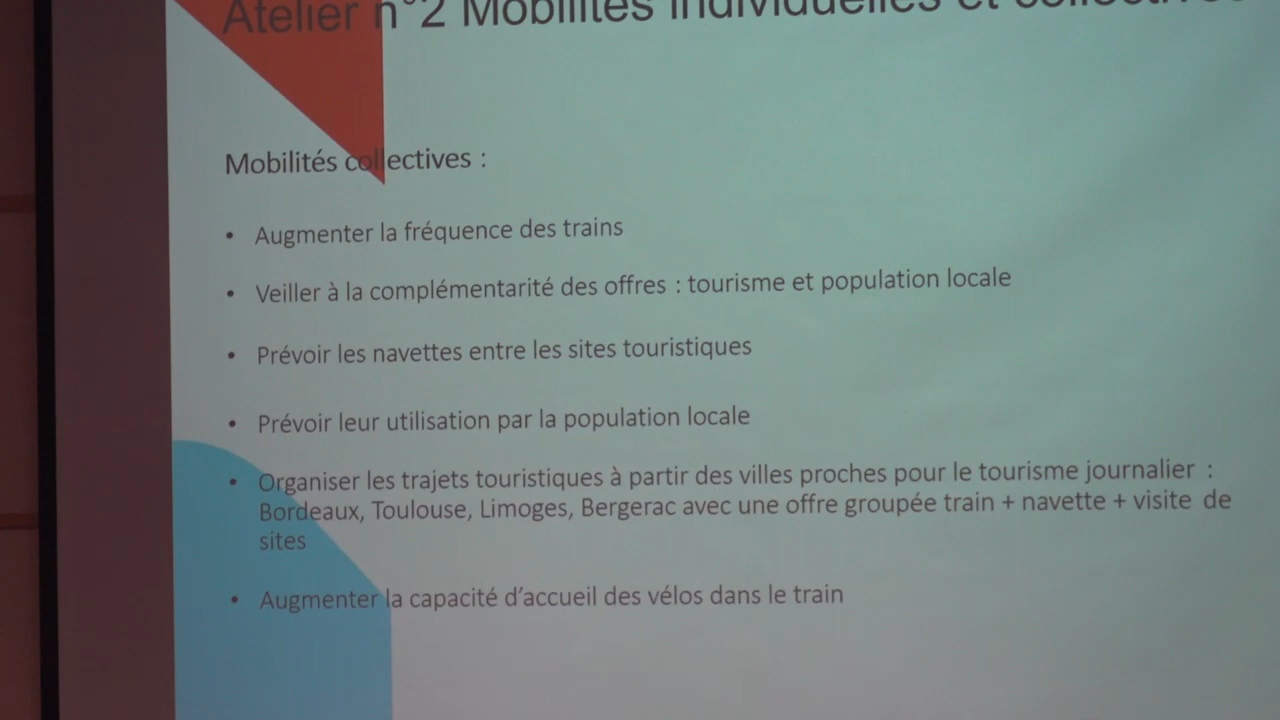 Atelier n°2 Mobilités individuelles et collectives
Mobilités collectives :
• Augmenter la fréquence des trains
• Veiller à la complémentarité des offres : tourisme et population locale
• Prévoir les navettes entre les sites touristiques
• Prévoir leur utilisation par la population locale
• Organiser les trajets touristiques à partir des villes proches pour le tourisme journalier :
Bordeaux, Toulouse, Limoges, Bergerac avec une offre groupée train + navette + visite de
sites
• Augmenter la capacité d’accueil des vélos dans le train